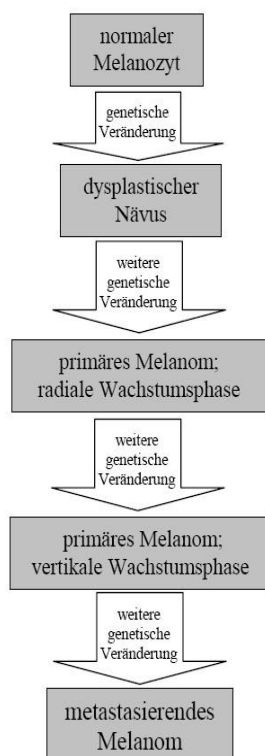 normaler
Melanozyt
genetische
Veränderung
dysplastischer
Nävus
weitere
genetische
Veränderung
primäres Melanom;
radiale Wachstumsphase
weitere
genetische
Veränderung
primäres Melanom;
vertikale Wachstumsphase
weitere
genetische
Veränderung
metastasierendes
Melanom